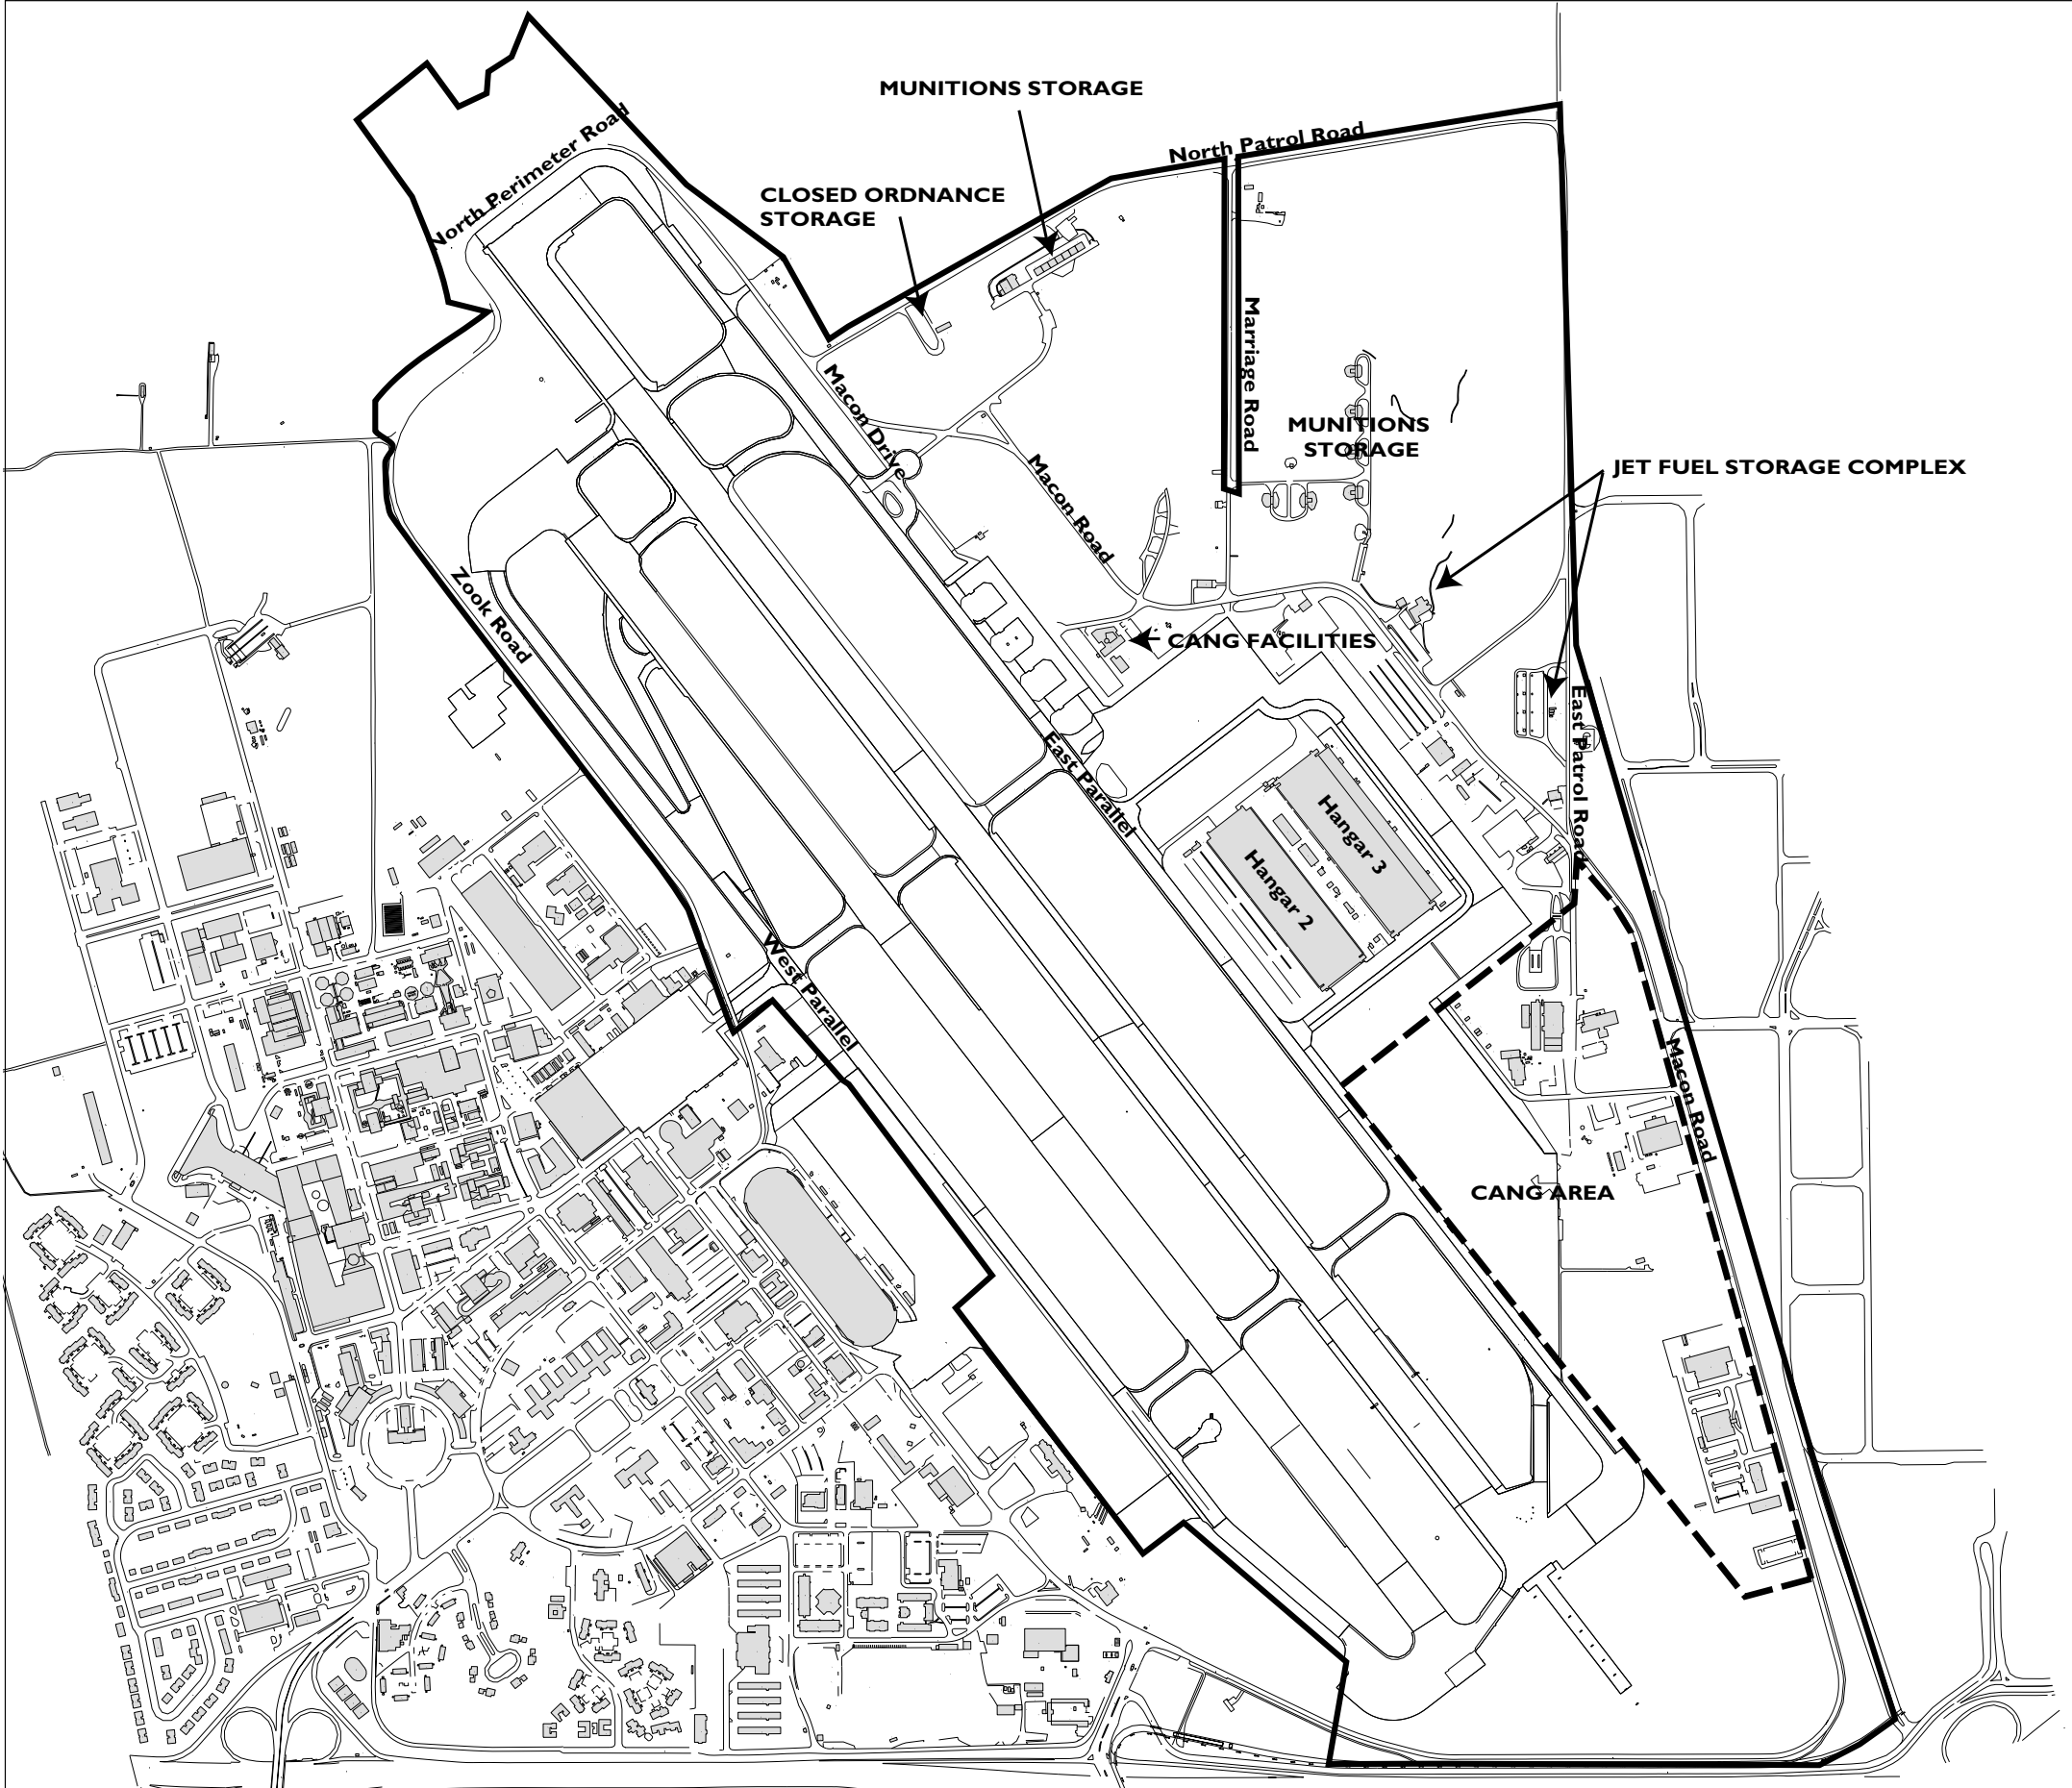 MUNITIONS STORAGE
North Perimeter Road
North Patrol Road
CLOSED ORDNANCE
STORAGE
Marriage Road
Macon Drive
MUNITIONS
STORAGE
Macon Road
JET FUEL STORAGE COMPLEX
Zook Road
CANG FACILITIES
East Parallel
East Patrol Road
Hangar 3
Hangar 2
West Parallel
Macon Road
CANG AREA